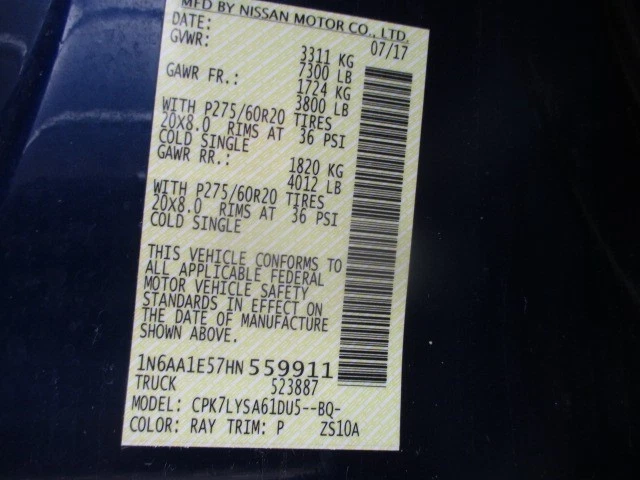 MFD BY NISSAN MOTOR CO., LTD.
DATE: 07/17
GVWR: 3311 KG
7300 LB
GAWR FR.: 1724 KG
3800 LB
WITH P275/60R20 TIRES
20X8.0 RIMS AT 36 PSI
COLD SINGLE
GAWR RR.: 1820 KG
4012 LB
WITH P275/60R20 TIRES
20X8.0 RIMS AT 36 PSI
COLD SINGLE
THIS VEHICLE CONFORMS TO
ALL APPLICABLE FEDERAL
MOTOR VEHICLE SAFETY
STANDARDS IN EFFECT ON
THE DATE OF MANUFACTURE
SHOWN ABOVE.
1N6AA1E57HN 559911
TRUCK 523887
MODEL: CPK7LYSA61DU5--BQ-
COLOR: RAY TRIM: P ZS10A